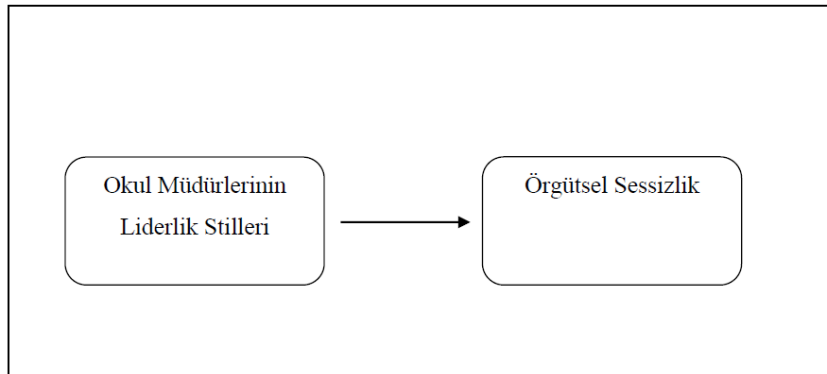 Okul Müdürlerinin
Liderlik Stilleri
Örgütsel Sessizlik